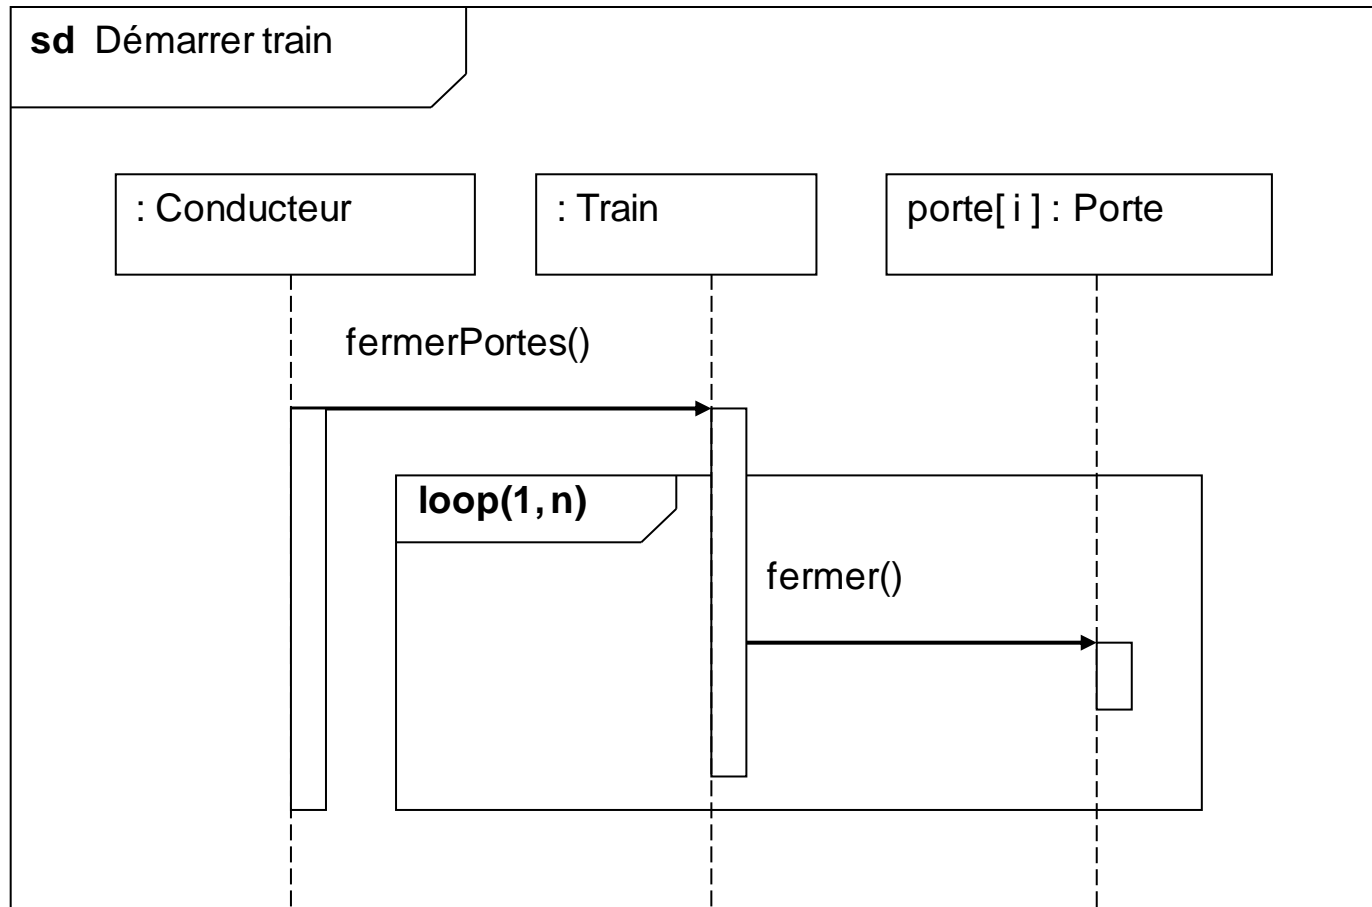 sd Démarrer train
: Conducteur
: Train
porte[ i ] : Porte
fermerPortes()
loop(1, n)
fermer()